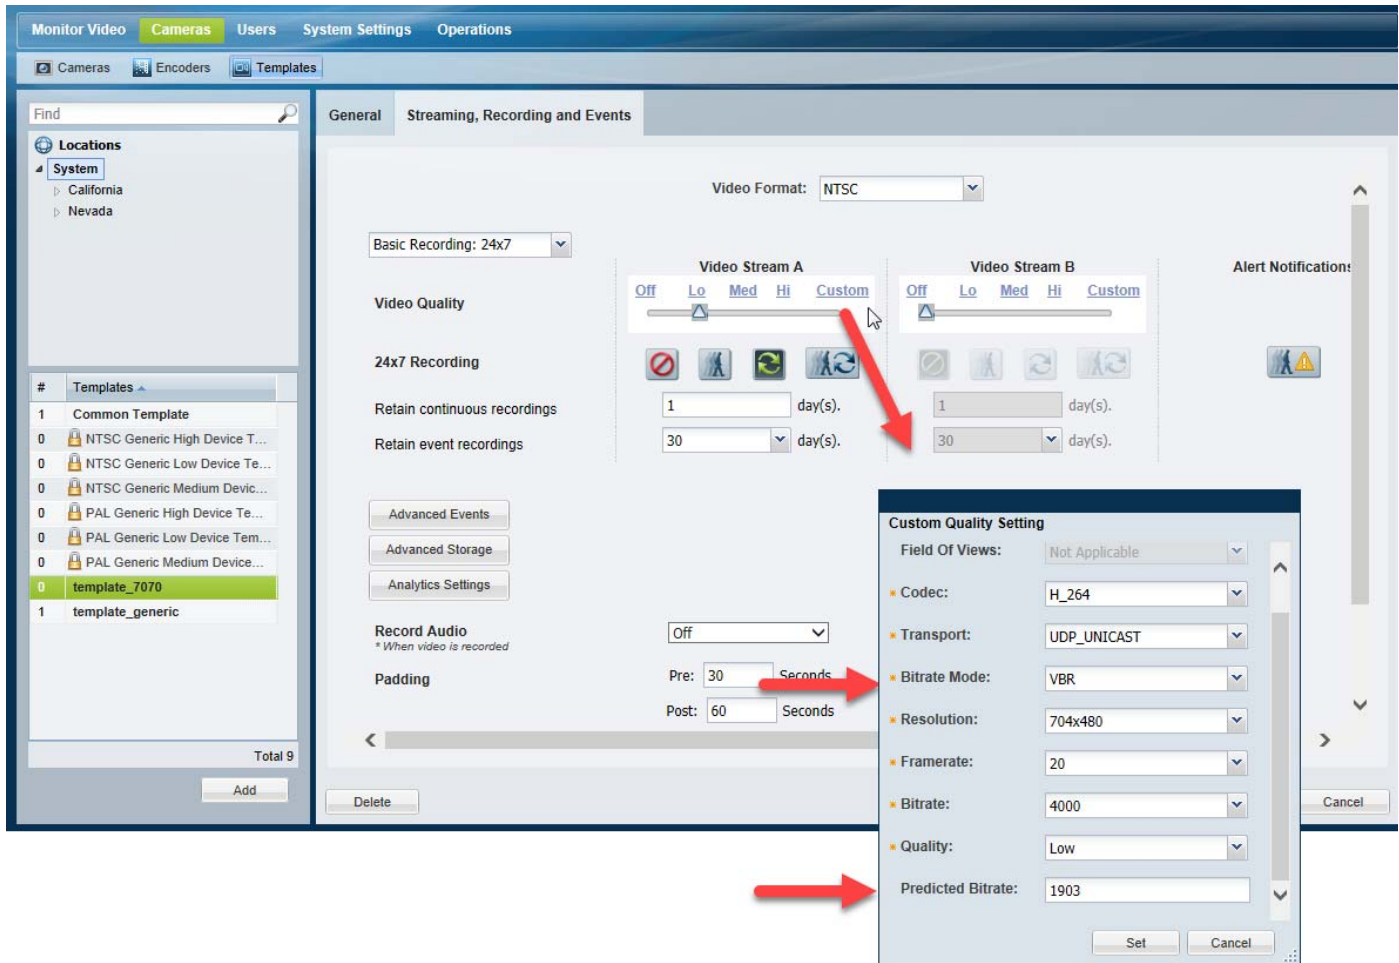 Monitor Video Cameras Users System Settings Operations
Cameras Encoders Templates
Find
Locations
System
California
Nevada
# Templates
1 Common Template
0 NTSC Generic High Device T...
0 NTSC Generic Low Device Te...
0 NTSC Generic Medium Devic...
0 PAL Generic High Device Te...
0 PAL Generic Low Device Tem...
0 PAL Generic Medium Device...
0 template_7070
1 template_generic
Total 9
Add
General Streaming, Recording and Events
Video Format: NTSC
Basic Recording: 24x7
Video Stream A Video Stream B Alert Notifications
Video Quality Off Lo Med Hi Custom Off Lo Med Hi Custom
24x7 Recording
Retain continuous recordings 1 day(s). 1 day(s).
Retain event recordings 30 day(s). 30 day(s).
Advanced Events
Advanced Storage
Analytics Settings
Record Audio Off
* When video is recorded
Padding Pre: 30 Seconds
Post: 60 Seconds
Delete Cancel
Custom Quality Setting
Field Of Views: Not Applicable
Codec: H_264
Transport: UDP_UNICAST
Bitrate Mode: VBR
Resolution: 704x480
Framerate: 20
Bitrate: 4000
Quality: Low
Predicted Bitrate: 1903
Set Cancel